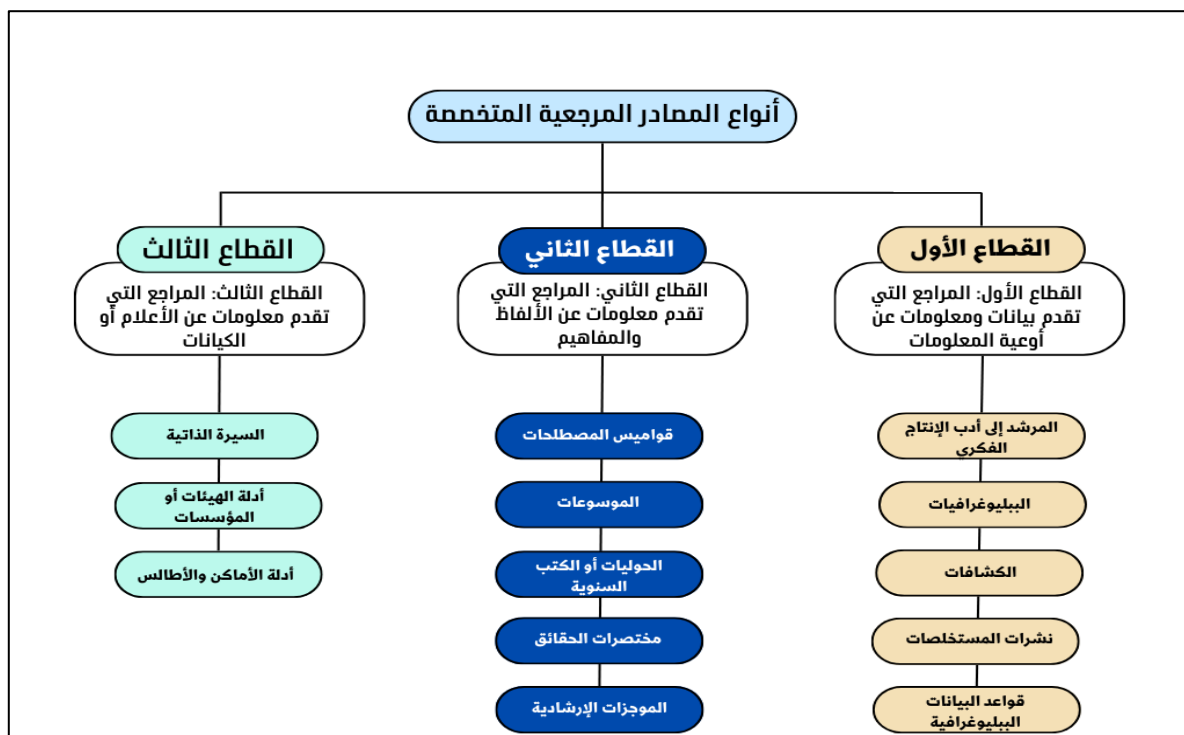 أنواع المصادر المرجعية المتخصصة
القطاع الأول
القطاع الأول: المراجع التي
تقدم بيانات ومعلومات عن
أوعية المعلومات
المرشد إلى أدب الإنتاج
الفكري
الببليوغرافيات
الكشافات
نشرات المستخلصات
قواعد البيانات
الببليوغرافية
القطاع الثاني
القطاع الثاني: المراجع التي
تقدم معلومات عن الألفاظ
والمفاهيم
قواميس المصطلحات
الموسوعات
الحوليات أو الكتب
السنوية
مختصرات الحقائق
الموجزات الإرشادية
القطاع الثالث
القطاع الثالث: المراجع التي
تقدم معلومات عن الأعلام أو
الكيانات
السيرة الذاتية
أدلة الهيئات أو
المؤسسات
أدلة الأماكن والأطالس